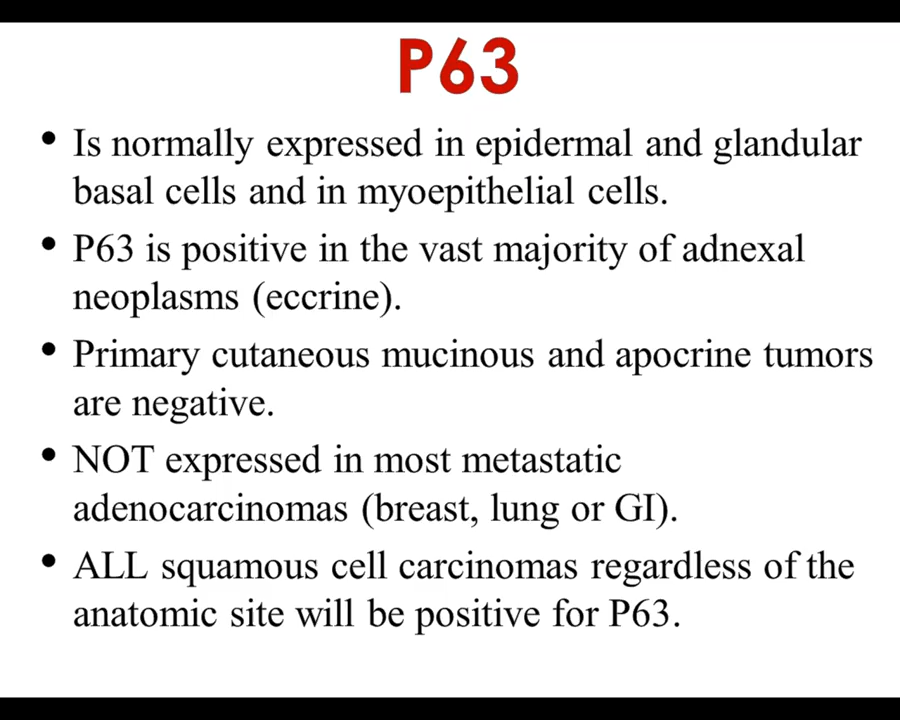 P63
• Is normally expressed in epidermal and glandular
basal cells and in myoepithelial cells.
• P63 is positive in the vast majority of adnexal
neoplasms (eccrine).
• Primary cutaneous mucinous and apocrine tumors
are negative.
• NOT expressed in most metastatic
adenocarcinomas (breast, lung or GI).
• ALL squamous cell carcinomas regardless of the
anatomic site will be positive for P63.